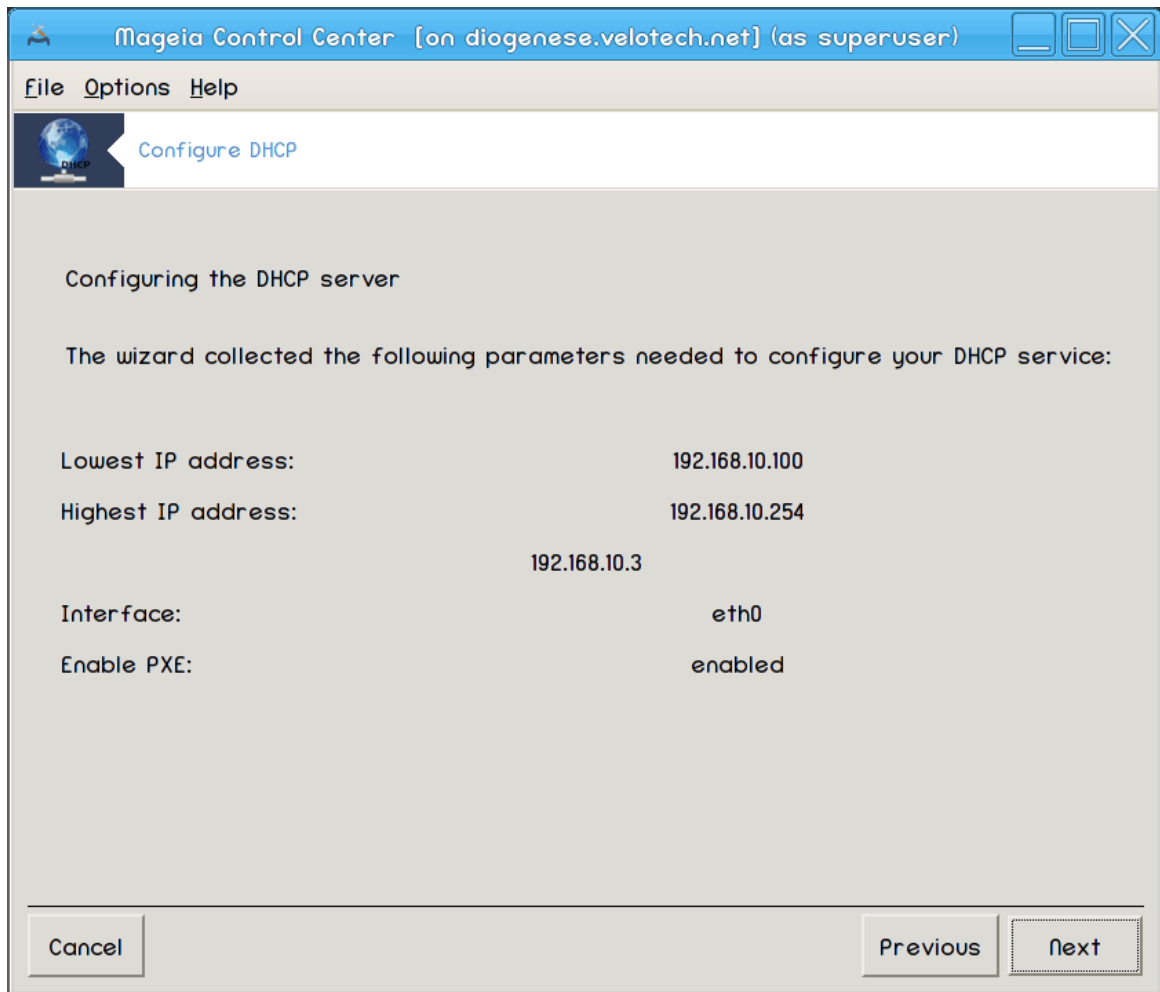 Mageia Control Center [on diogenese.velotech.net] (as superuser)
File Options Help
DHCP
Configure DHCP
Configuring the DHCP server
The wizard collected the following parameters needed to configure your DHCP service:
Lowest IP address: 192.168.10.100
Highest IP address: 192.168.10.254
192.168.10.3
Interface: eth0
Enable PXE: enabled
Cancel Previous Next